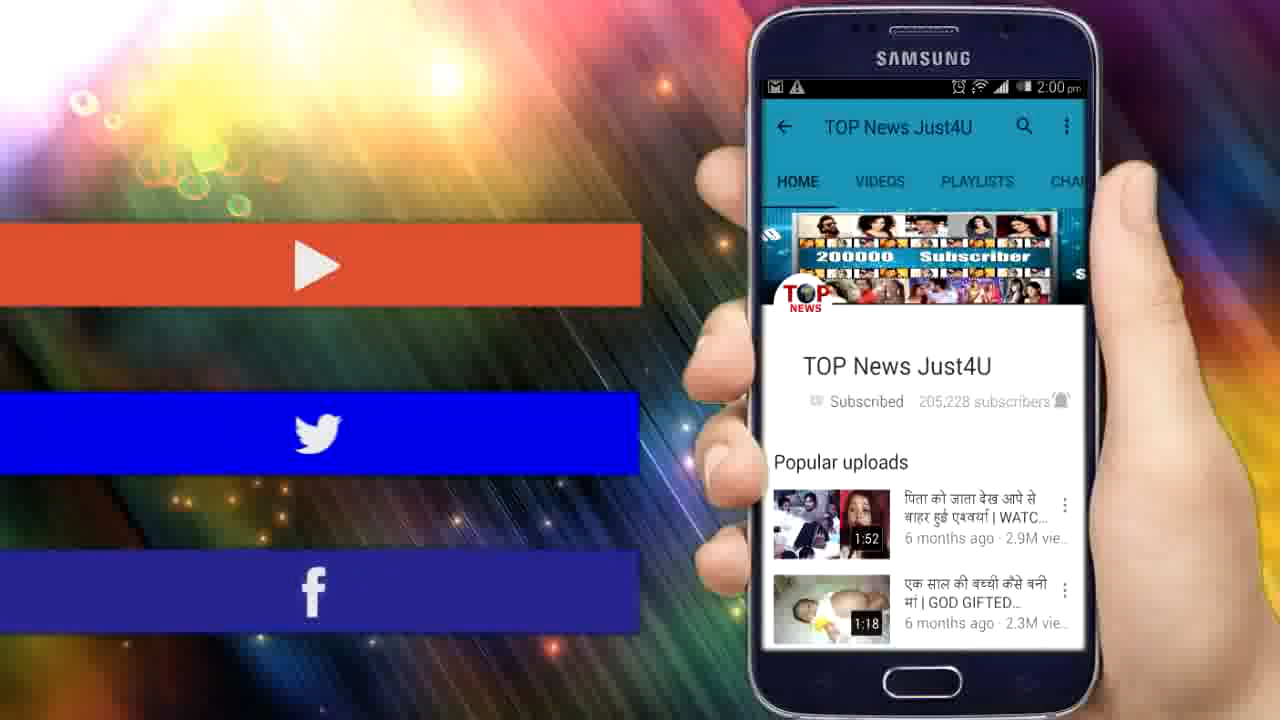 SAMSUNG
2:00 pm
TOP News Just4U
HOME VIDEOS PLAYLISTS CHA
200000 Subscriber
TOP
NEWS
TOP News Just4U
Subscribed 205,228 subscribers
Popular uploads
पिता को जाता देख आपे से
बाहर हुई एश्वर्या | WATC...
6 months ago · 2.9M vie..
1:52
एक साल की बच्ची कैसे बनी
मां | GOD GIFTED...
6 months ago · 2.3M vie..
1:18